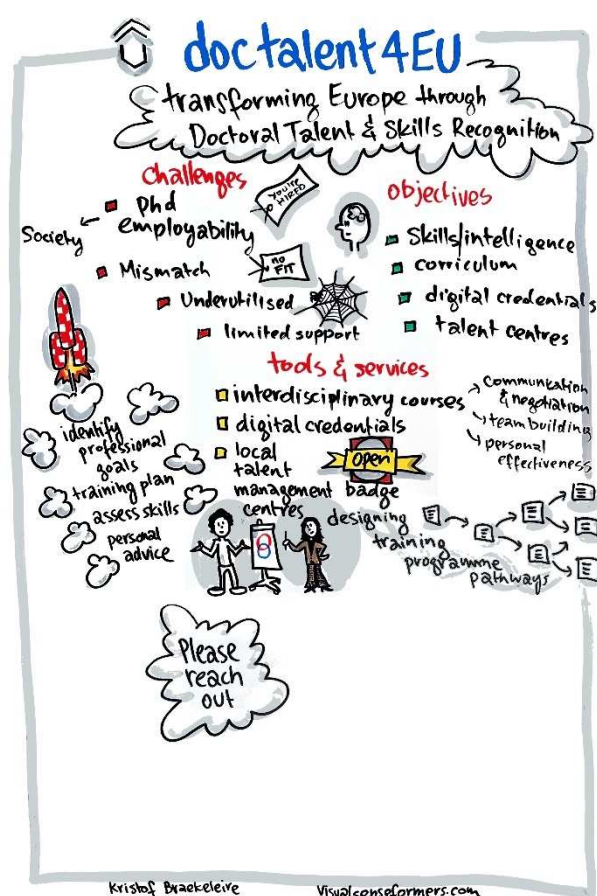 doctalent4EU
transforming Europe through
Doctoral Talent & Skills Recognition
challenges
Phd
employability
Society
Mismatch
Underutilised
limited support
You're
HIRED
no
FIT
objectives
Skills/intelligence
corriculum
digital credentials
talent centres
tools & services
interdisciplinary courses
communication
& negotiation
team building
personal
effectiveness
digital credentials
local
talent
management
centres
open
badge
identify
professional
goals
training plan
assess skills
personal
advice
designing
training
programme
pathways
Please
reach
out
Kristof Braekeleire
Visualconseformers.com